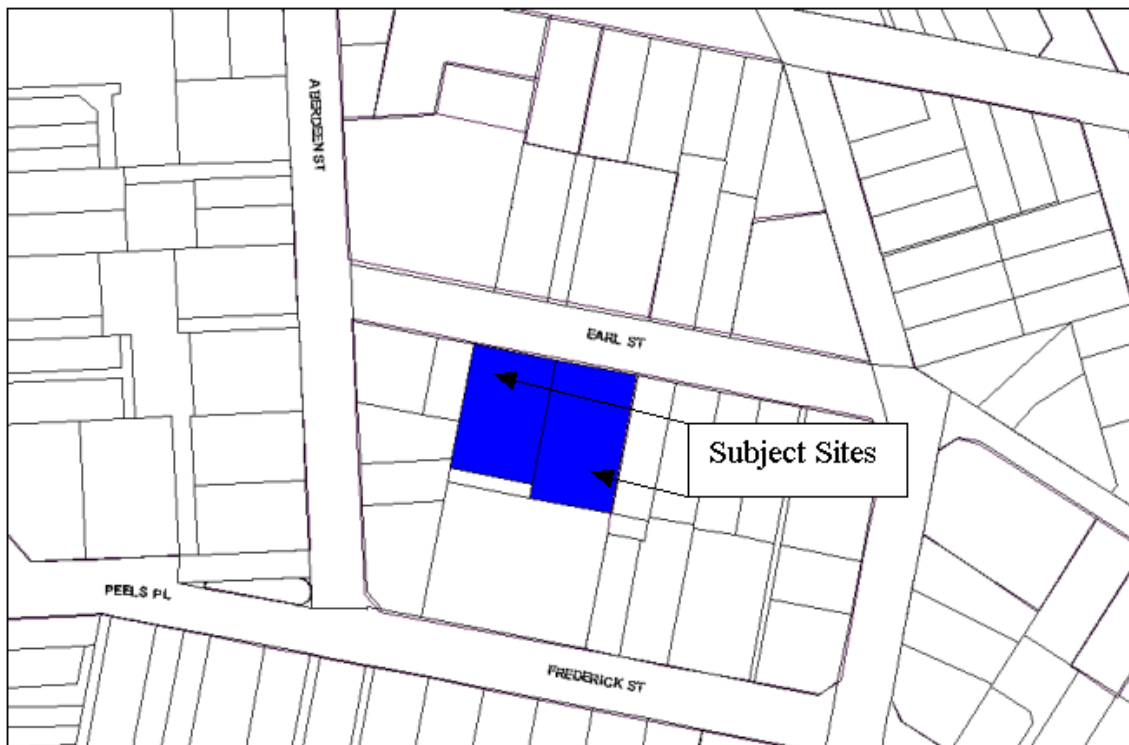 ABERDEEN ST
EARL ST
Subject Sites
PEELS PL
FREDERICK ST